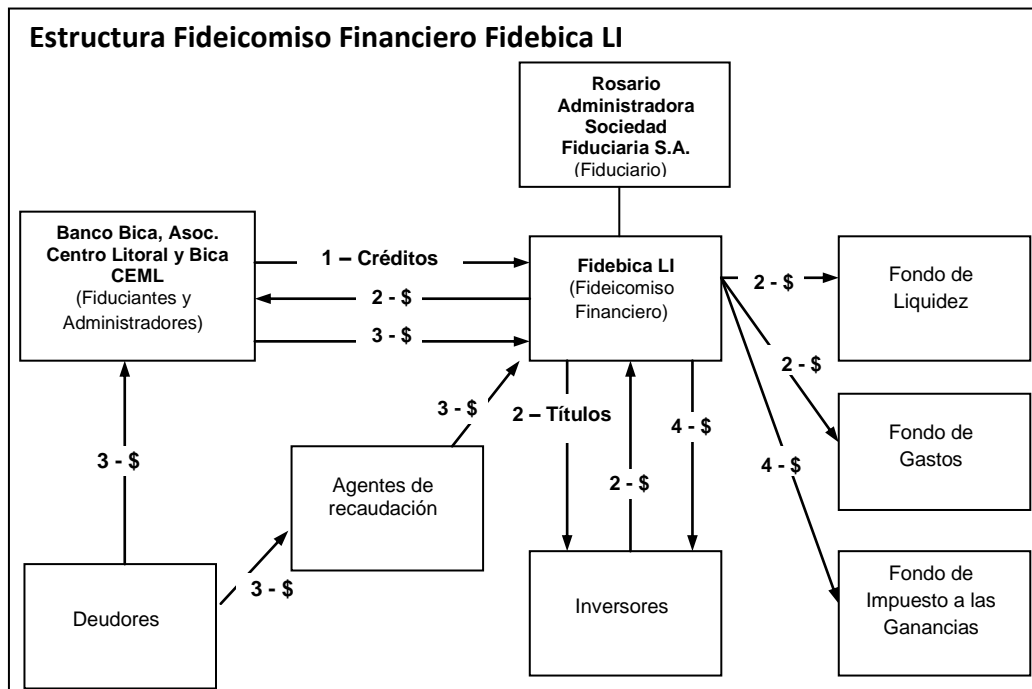 Estructura Fideicomiso Financiero Fidebica LI
Rosario
Administradora
Sociedad
Fiduciaria S.A.
(Fiduciario)
Banco Bica, Asoc.
Centro Litoral y Bica
CEML
(Fiduciantes y
Administradores)
1 – Créditos
2 - $
3 - $
Fidebica LI
(Fideicomiso
Financiero)
2 - $
Fondo de
Liquidez
2 - $
3 - $
2 – Títulos
4 - $
Fondo de
Gastos
3 - $
Agentes de
recaudación
2 - $
4 - $
3 - $
Deudores
Inversores
Fondo de
Impuesto a las
Ganancias